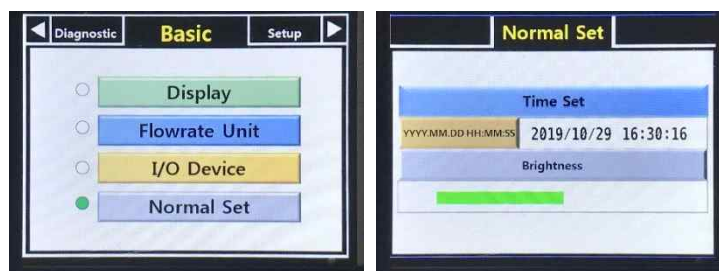 Diagnostic Basic Setup
Display
Flowrate Unit
I/O Device
Normal Set
Normal Set
Time Set
YYYY.MM.DD HH:MM:SS 2019/10/29 16:30:16
Brightness